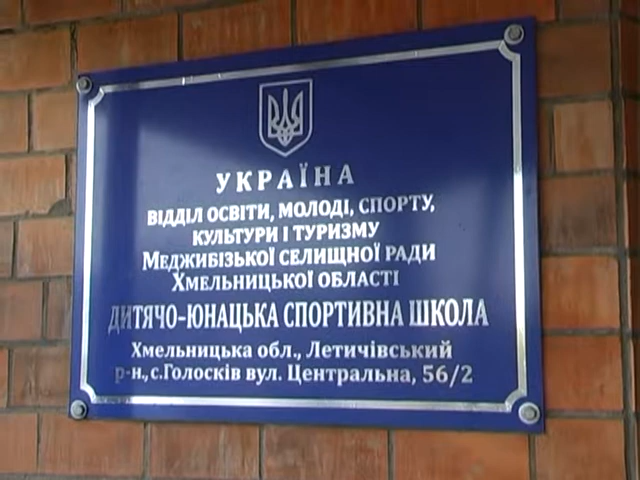 УКРАЇНА
ВІДДІЛ ОСВІТИ, МОЛОДІ, СПОРТУ,
КУЛЬТУРИ І ТУРИЗМУ
МЕДЖИБІЗЬКОЇ СЕЛИЩНОЇ РАДИ
ХМЕЛЬНИЦЬКОЇ ОБЛАСТІ
ДИТЯЧО-ЮНАЦЬКА СПОРТИВНА ШКОЛА
Хмельницька обл., Летичівський
р-н., с.Голосків вул. Центральна, 56/2